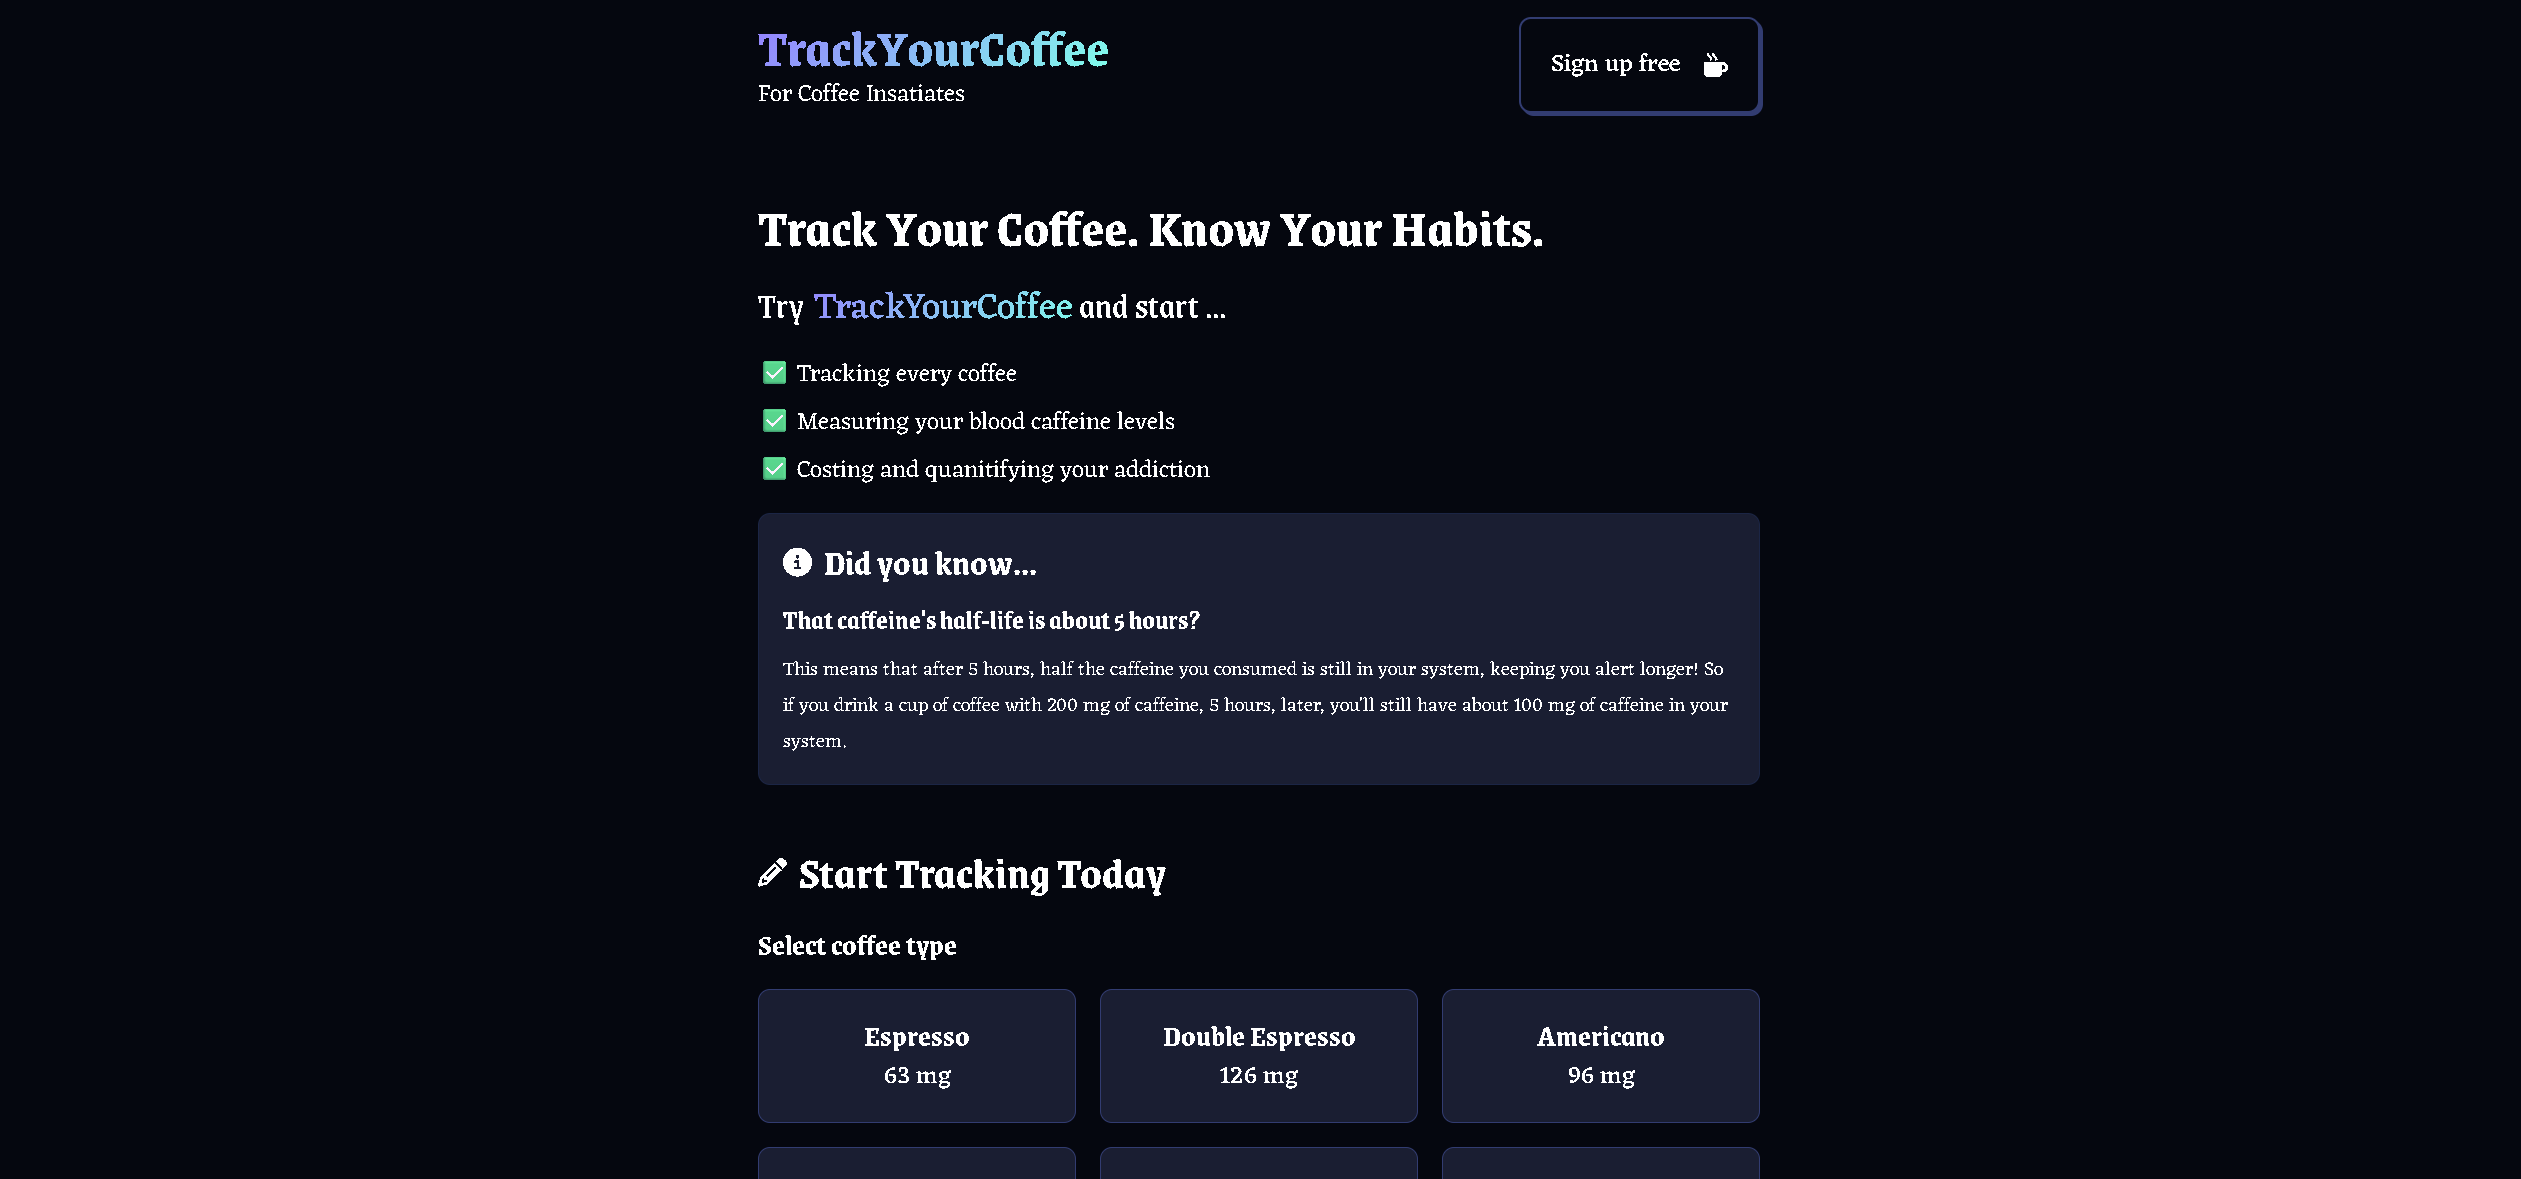 TrackYourCoffee
For Coffee Insatiates
Sign up free
Track Your Coffee. Know Your Habits.
Try TrackYourCoffee and start ...
Tracking every coffee
Measuring your blood caffeine levels
Costing and quanitifying your addiction
Did you know...
That caffeine's half-life is about 5 hours?
This means that after 5 hours, half the caffeine you consumed is still in your system, keeping you alert longer! So
if you drink a cup of coffee with 200 mg of caffeine, 5 hours, later, you'll still have about 100 mg of caffeine in your
system.
Start Tracking Today
Select coffee type
Espresso
63 mg
Double Espresso
126 mg
Americano
96 mg